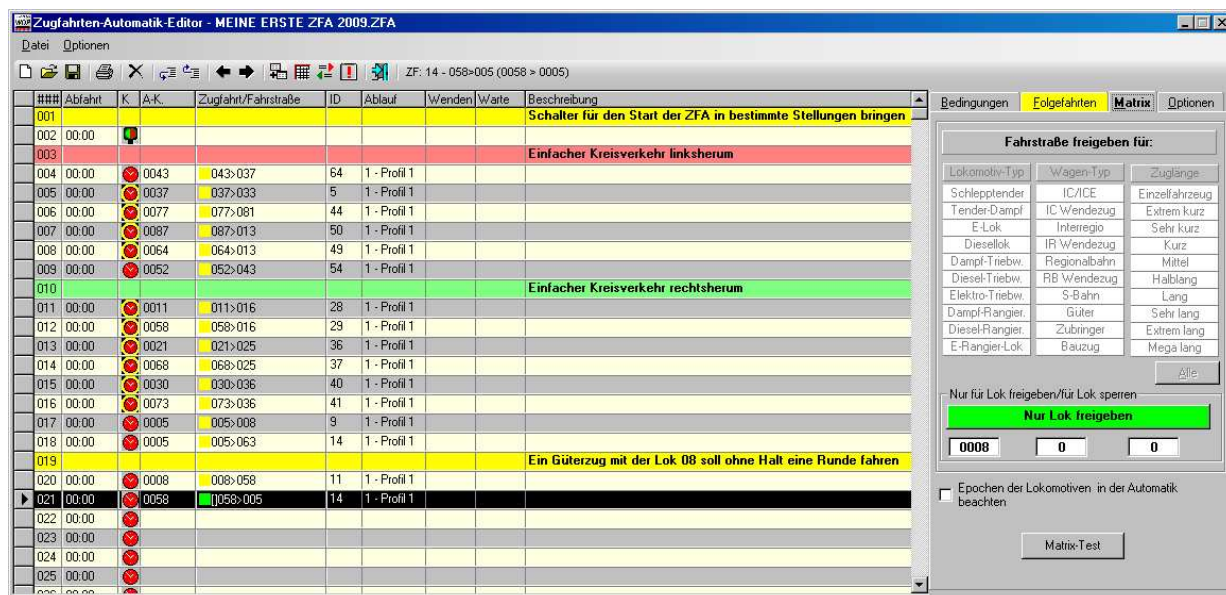 Zugfahrten-Automatik-Editor - MEINE ERSTE ZFA 2009.ZFA
Datei Optionen
ZF: 14 - 058>005 (0058 > 0005)
### Abfahrt K A-K. Zugfahrt/Fahrstraße ID Ablauf Wenden Warte Beschreibung
001 Schalter für den Start der ZFA in bestimmte Stellungen bringen
002 00:00
003 Einfacher Kreisverkehr linksherum
004 00:00 0043 043>037 64 1 - Profil 1
005 00:00 0037 037>033 5 1 - Profil 1
006 00:00 0077 077>081 44 1 - Profil 1
007 00:00 0087 087>013 50 1 - Profil 1
008 00:00 0064 064>013 49 1 - Profil 1
009 00:00 0052 052>043 54 1 - Profil 1
010 Einfacher Kreisverkehr rechtsherum
011 00:00 0011 011>016 28 1 - Profil 1
012 00:00 0058 058>016 29 1 - Profil 1
013 00:00 0021 021>025 36 1 - Profil 1
014 00:00 0068 068>025 37 1 - Profil 1
015 00:00 0030 030>036 40 1 - Profil 1
016 00:00 0073 073>036 41 1 - Profil 1
017 00:00 0005 005>008 9 1 - Profil 1
018 00:00 0005 005>063 14 1 - Profil 1
019 Ein Güterzug mit der Lok 08 soll ohne Halt eine Runde fahren
020 00:00 0008 008>058 11 1 - Profil 1
021 00:00 0058 []058>005 14 1 - Profil 1
022 00:00
023 00:00
024 00:00
025 00:00
Bedingungen Folgefahrten Matrix Optionen
Fahrstraße freigeben für:
Lokomotiv-Typ Wagen-Typ Zuglänge
Schlepptender IC/ICE Einzelfahrzeug
Tender-Dampf IC Wendezug Extrem kurz
E-Lok Interregio Sehr kurz
Diesellok IR Wendezug Kurz
Dampf-Triebw. Regionalbahn Mittel
Diesel-Triebw. RB Wendezug Halblang
Elektro-Triebw. S-Bahn Lang
Dampf-Rangier. Güter Sehr lang
Diesel-Rangier. Zubringer Extrem lang
E-Rangier-Lok Bauzug Mega lang
Alle
Nur für Lok freigeben/für Lok sperren
Nur Lok freigeben
0008 0 0
Epochen der Lokomotiven in der Automatik
beachten
Matrix-Test